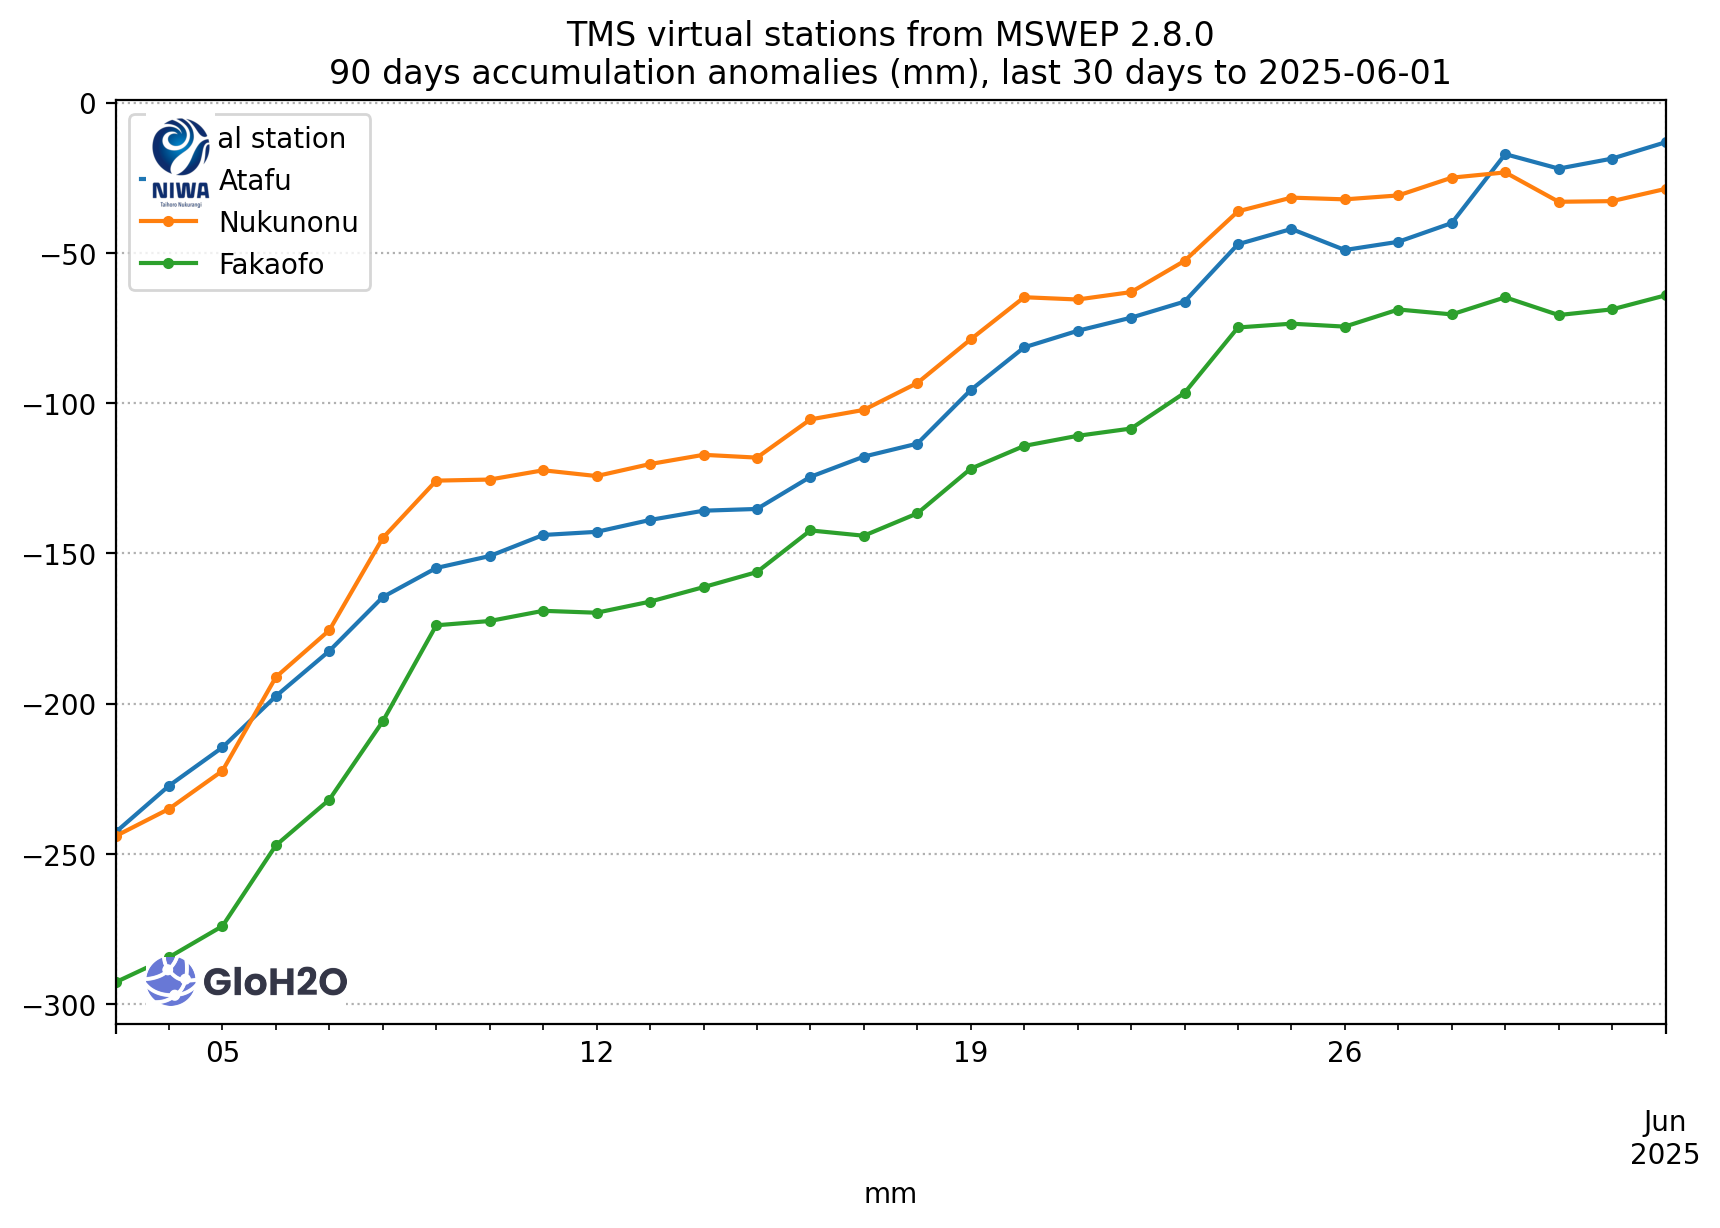 TMS virtual stations from MSWEP 2.8.0
90 days accumulation anomalies (mm), last 30 days to 2025-06-01
0
−50
−100
−150
−200
−250
−300
al station
Atafu
Nukunonu
Fakaofo
NIWA
Taihoro Nukurangi
GloH2O
05
12
19
26
Jun
2025
mm